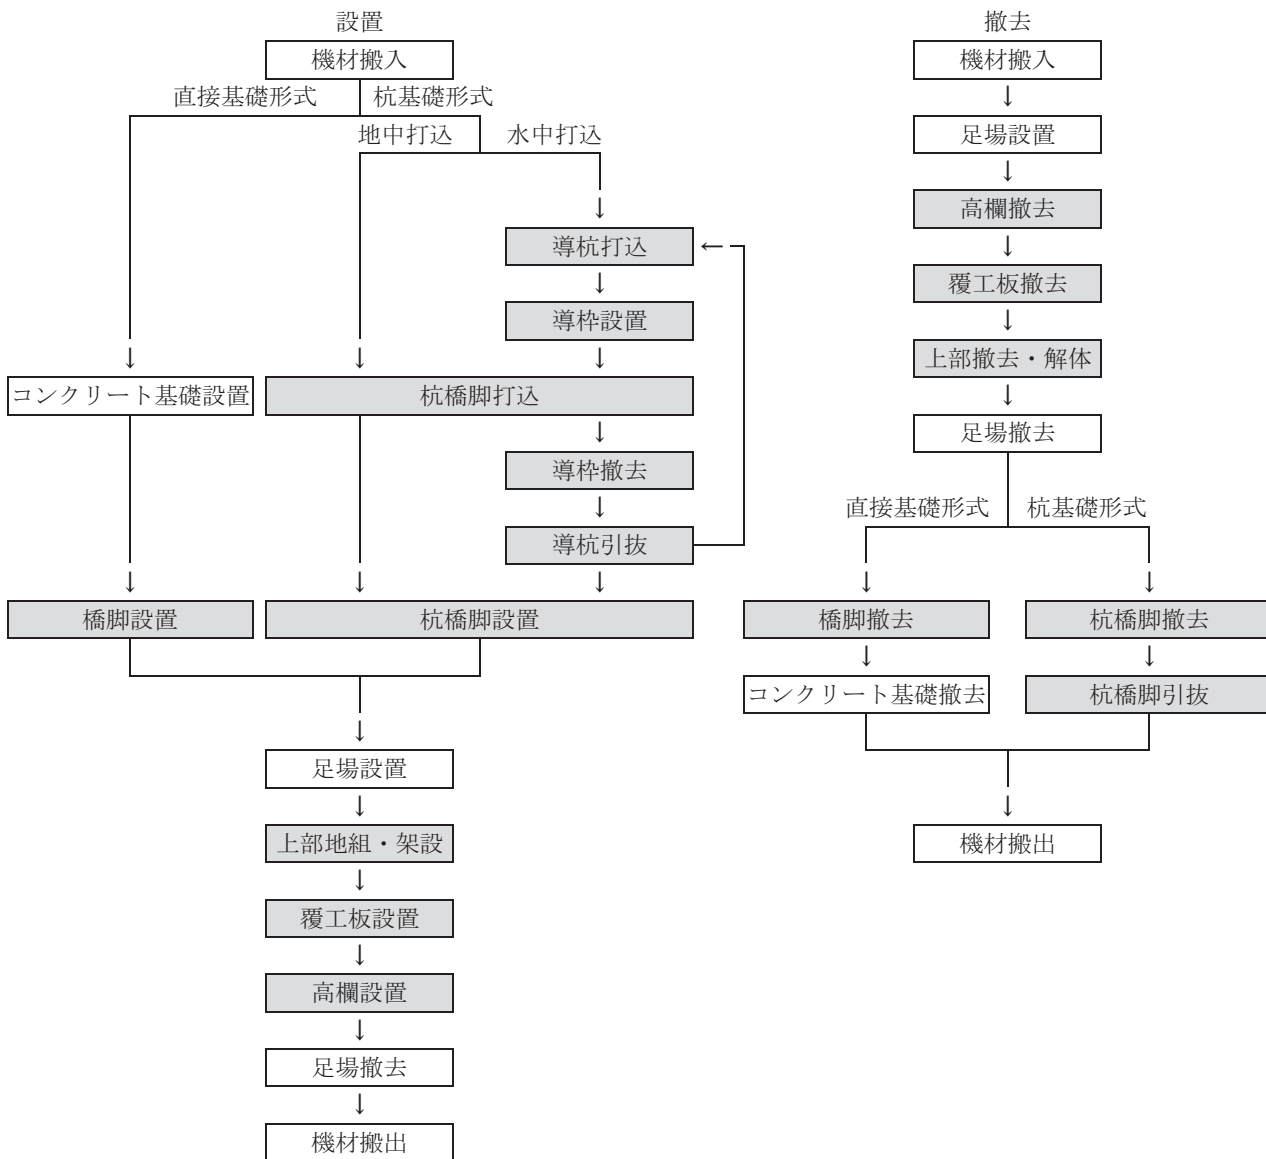 設置
機材搬入
直接基礎形式
杭基礎形式
地中打込
水中打込
↓
導杭打込
←
↓
導枠設置
↓
↓
↓
コンクリート基礎設置
杭橋脚打込
↓
導枠撤去
↓
導杭引抜
↓
↓
↓
橋脚設置
杭橋脚設置
↓
足場設置
↓
上部地組・架設
↓
覆工板設置
↓
高欄設置
↓
足場撤去
↓
機材搬出
撤去
機材搬入
↓
足場設置
↓
高欄撤去
↓
覆工板撤去
↓
上部撤去・解体
↓
足場撤去
直接基礎形式
杭基礎形式
↓
↓
橋脚撤去
杭橋脚撤去
↓
↓
コンクリート基礎撤去
杭橋脚引抜
↓
機材搬出